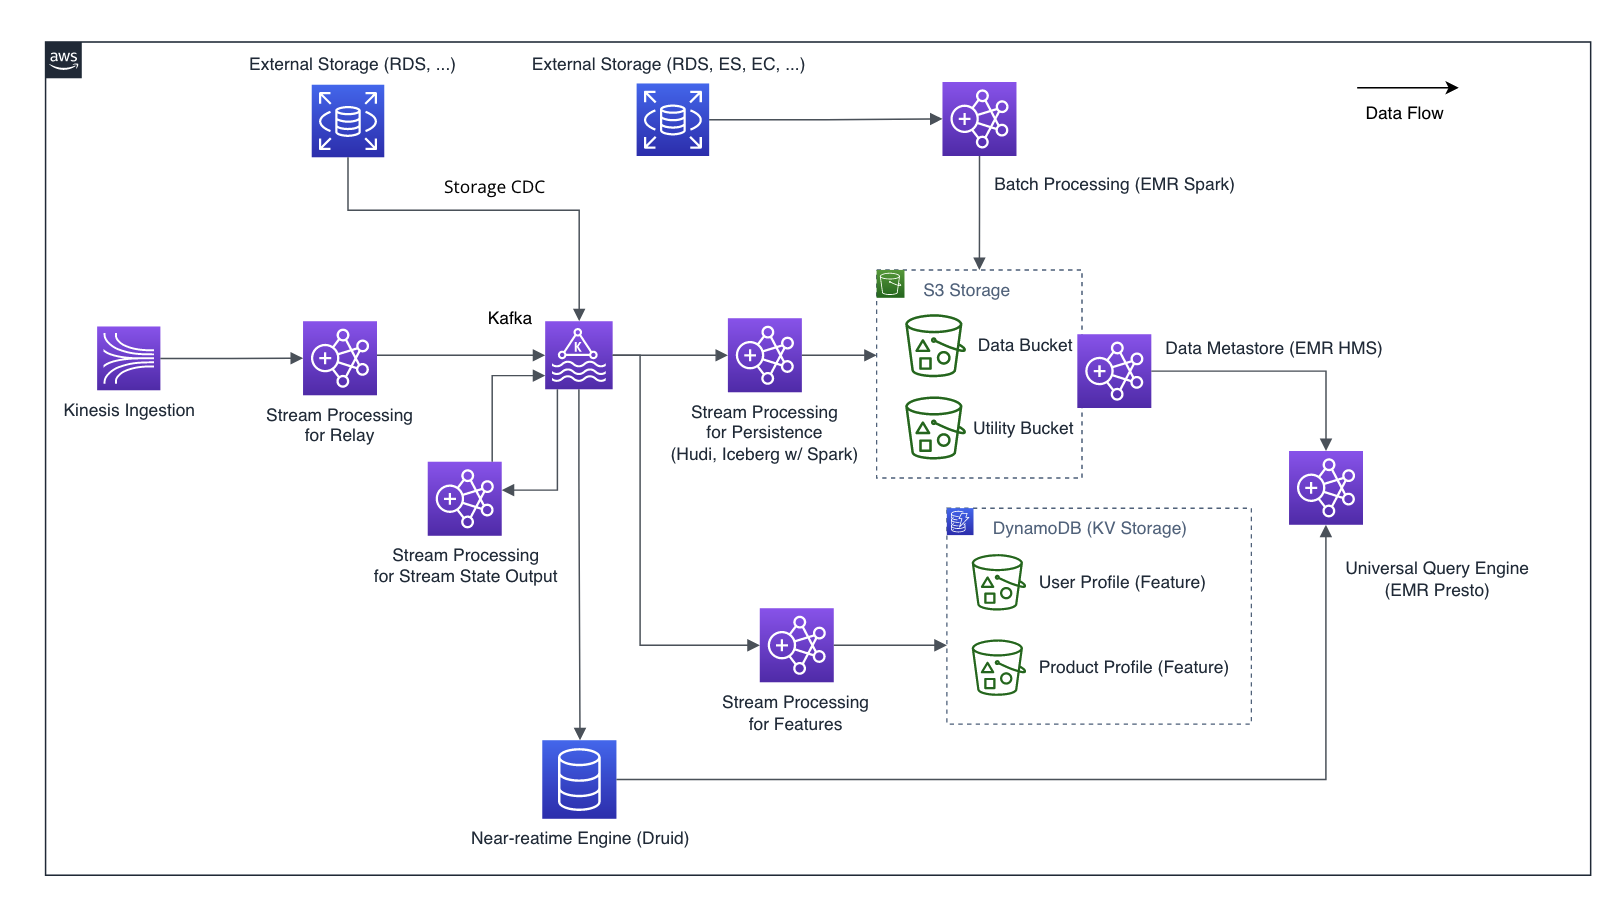 aws
External Storage (RDS, ...)
External Storage (RDS, ES, EC, ...)
Data Flow
Storage CDC
Batch Processing (EMR Spark)
S3 Storage
Kafka
K
Data Bucket
Data Metastore (EMR HMS)
Kinesis Ingestion
Stream Processing
for Relay
Stream Processing
for Persistence
(Hudi, Iceberg w/ Spark)
Utility Bucket
DynamoDB (KV Storage)
Stream Processing
for Stream State Output
User Profile (Feature)
Universal Query Engine
(EMR Presto)
Product Profile (Feature)
Stream Processing
for Features
Near-reatime Engine (Druid)